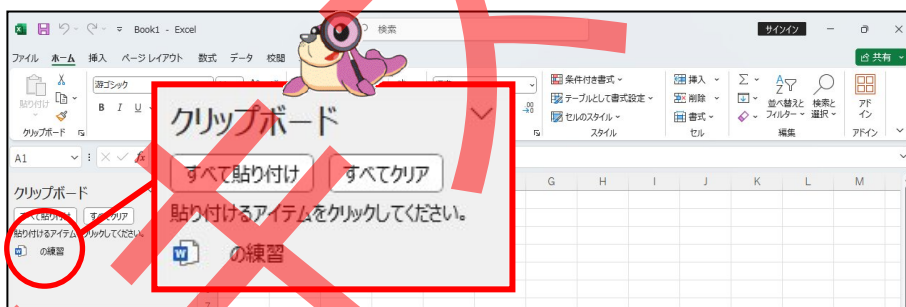 Book1 - Excel
検索
サインイン
ファイル ホーム 挿入 ページ レイアウト 数式 データ 校閲
共有
貼り付け
游ゴシック
B I U
条件付き書式
テーブルとして書式設定
セルのスタイル
挿入
削除
書式
並べ替えと
フィルター
検索と
選択
アド
イン
クリップボード
スタイル
セル
編集
アドイン
A1
fx
G H I J K L M
クリップボード
すべて貼り付け すべてクリア
貼り付けるアイテムをクリックしてください。
の練習
クリップボード
すべて貼り付け すべてクリア
貼り付けるアイテムをクリックしてください。
の練習
7